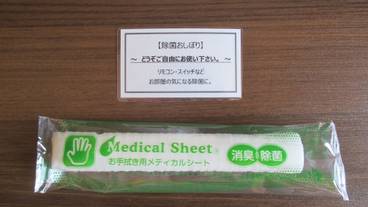 【除菌おしぼり】
～ どうぞご自由にお使い下さい。 ～
リモコン・スイッチなど
お部屋の気になる除菌に。
Medical Sheet
お手拭き用メディカルシート
消臭 除菌